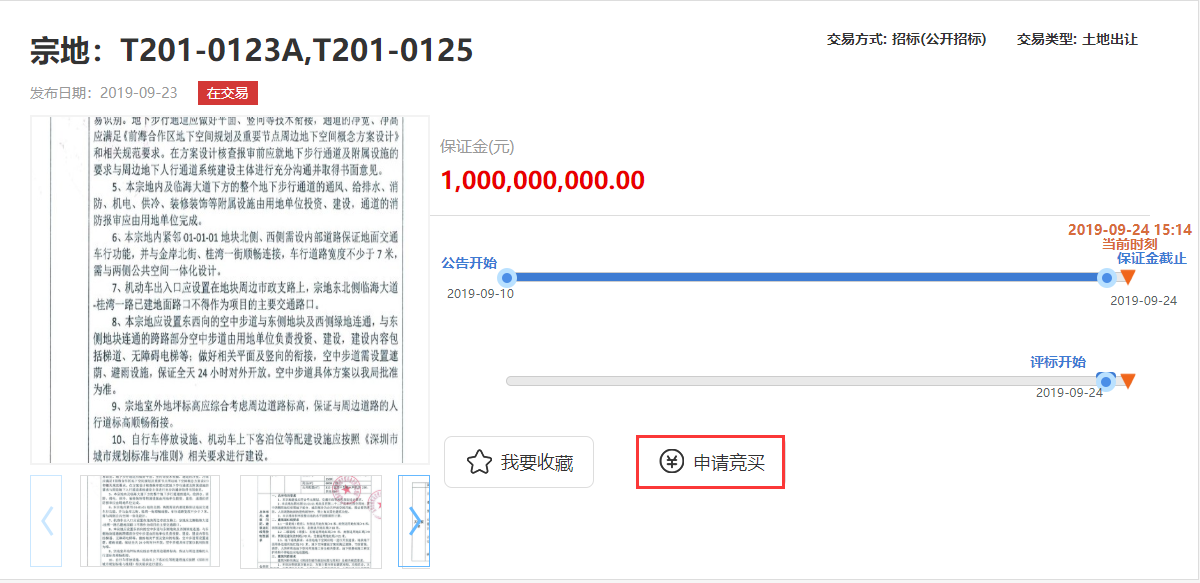 宗地：T201-0123A,T201-0125
交易方式: 招标(公开招标) 交易类型: 土地出让
发布日期：2019-09-23 在交易
易识别。地下步行通道应做好平面、竖向等技术衔接，通道的净宽、净高
应满足《前海合作区地下空间规划及重要节点周边地下空间概念方案设计》
和相关规范要求。在方案设计核查报审前应就地下步行通道及附属设施的
要求与周边地下人行通道系统建设主体进行充分沟通并取得书面意见。
5、本宗地内及临海大道下方的整个地下步行通道的通风、给排水、消
防、机电、供冷、装修装饰等附属设施由用地单位投资、建设，通道的消
防报审应由用地单位完成。
6、本宗地内紧邻 01-01-01 地块北侧、西侧需设内部道路保证地面交通
车行功能，并与金岸北街、桂湾一街顺畅连接，车行道路宽度不少于 7 米，
需与两侧公共空间一体化设计。
7、机动车出入口应设置在地块周边市政支路上，宗地东北侧临海大道
-桂湾一路已建地面路口不得作为项目的主要交通路口。
8、本宗地应设置东西向的空中步道与东侧地块及西侧绿地连通，与东
侧地块连通的跨路部分空中步道由用地单位负责投资、建设，建设内容包
括梯道、无障碍电梯等；做好相关平面及竖向的衔接，空中步道需设置遮
荫、避雨设施，保证全天 24 小时对外开放。空中步道具体方案以我局批准
为准。
9、宗地室外地坪标高应综合考虑周边道路标高，保证与周边道路的人
行道标高顺畅衔接。
10、自行车停放设施、机动车上下客泊位等配建设施应按照《深圳市
城市规划标准与准则》相关要求进行建设。
保证金(元)
1,000,000,000.00
2019-09-24 15:14
当前时刻
保证金截止
公告开始
2019-09-10
2019-09-24
评标开始
2019-09-24
我要收藏
申请竞买